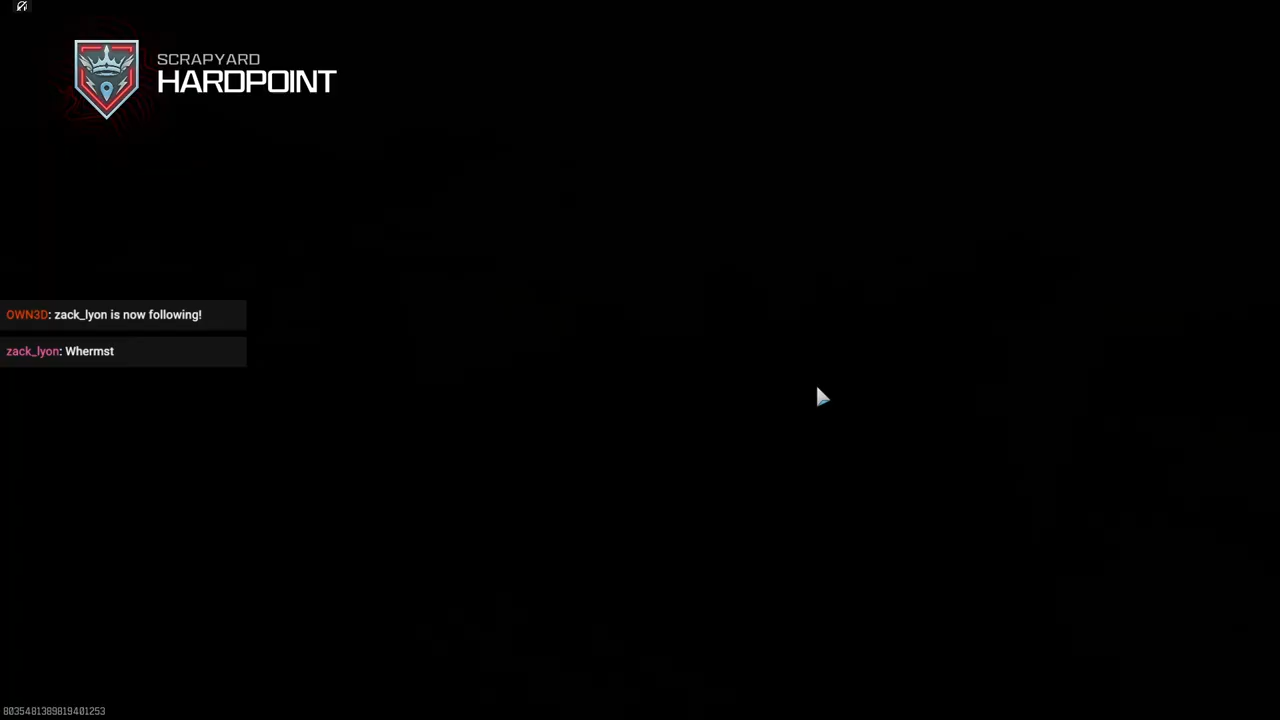 SCRAPYARD
HARDPOINT
OWN3D: zack_lyon is now following!
zack_lyon: Whermst
8035481389819401253